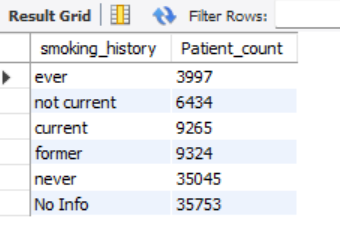 Result Grid Filter Rows:
smoking_history Patient_count
ever 3997
not current 6434
current 9265
former 9324
never 35045
No Info 35753